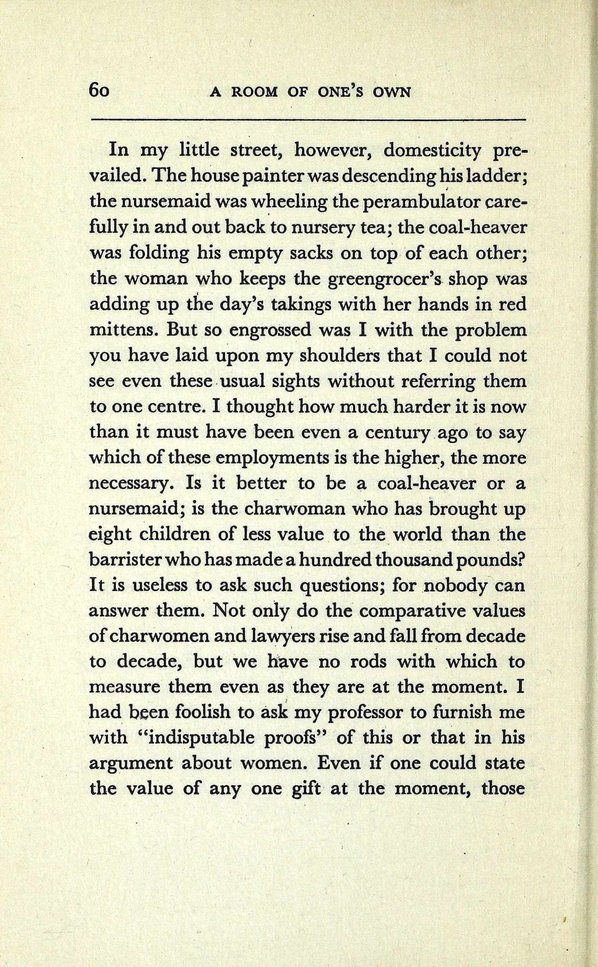 60 A ROOM OF ONE'S OWN
In my little street, however, domesticity pre-
vailed. The house painter was descending his ladder;
the nursemaid was wheeling the perambulator care-
fully in and out back to nursery tea; the coal-heaver
was folding his empty sacks on top of each other;
the woman who keeps the greengrocer's shop was
adding up the day's takings with her hands in red
mittens. But so engrossed was I with the problem
you have laid upon my shoulders that I could not
see even these usual sights without referring them
to one centre. I thought how much harder it is now
than it must have been even a century ago to say
which of these employments is the higher, the more
necessary. Is it better to be a coal-heaver or a
nursemaid; is the charwoman who has brought up
eight children of less value to the world than the
barrister who has made a hundred thousand pounds?
It is useless to ask such questions; for nobody can
answer them. Not only do the comparative values
of charwomen and lawyers rise and fall from decade
to decade, but we have no rods with which to
measure them even as they are at the moment. I
had been foolish to ask my professor to furnish me
with "indisputable proofs" of this or that in his
argument about women. Even if one could state
the value of any one gift at the moment, those